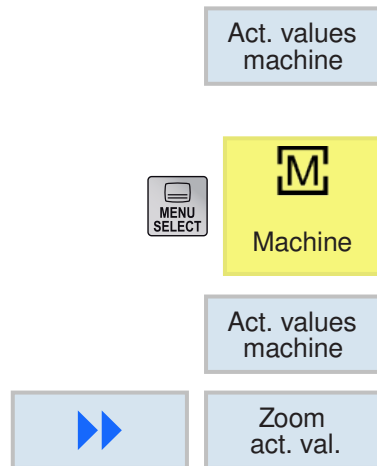 Act. values
machine
M
MENU
SELECT
Machine
Act. values
machine
Zoom
act. val.